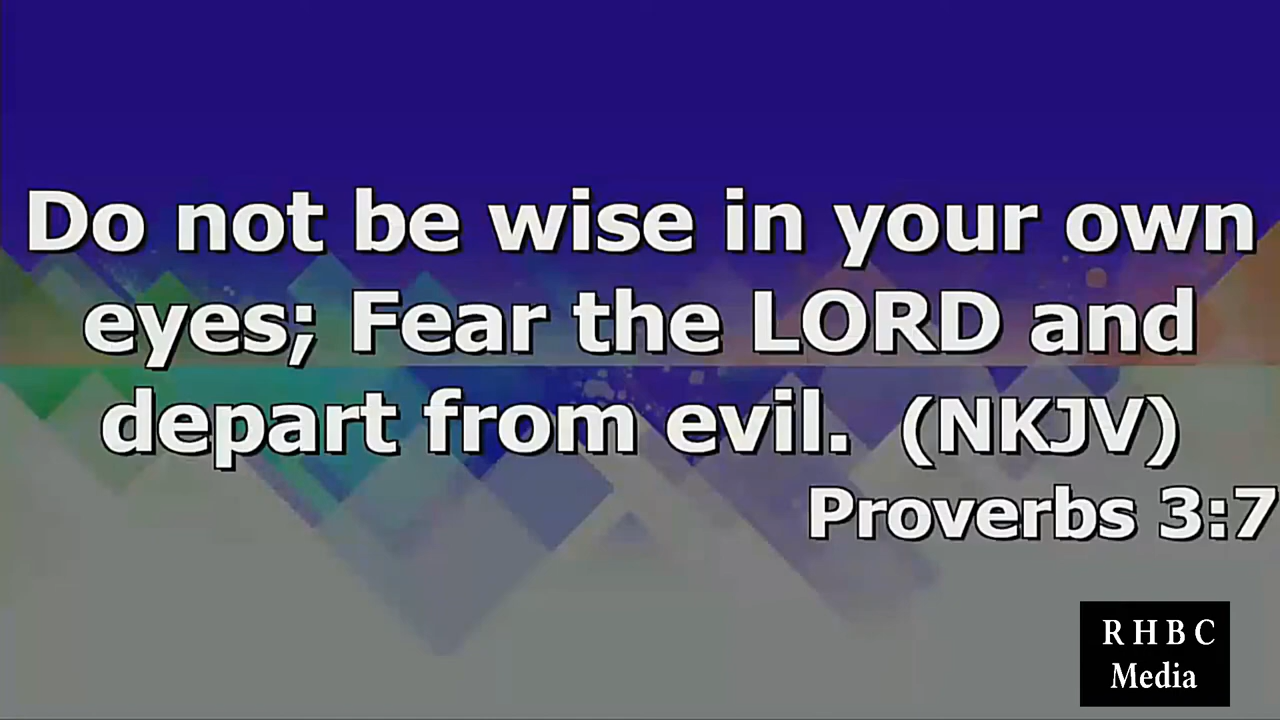 Do not be wise in your own
eyes; Fear the LORD and
depart from evil.  (NKJV)
Proverbs 3:7
RHBC
Media